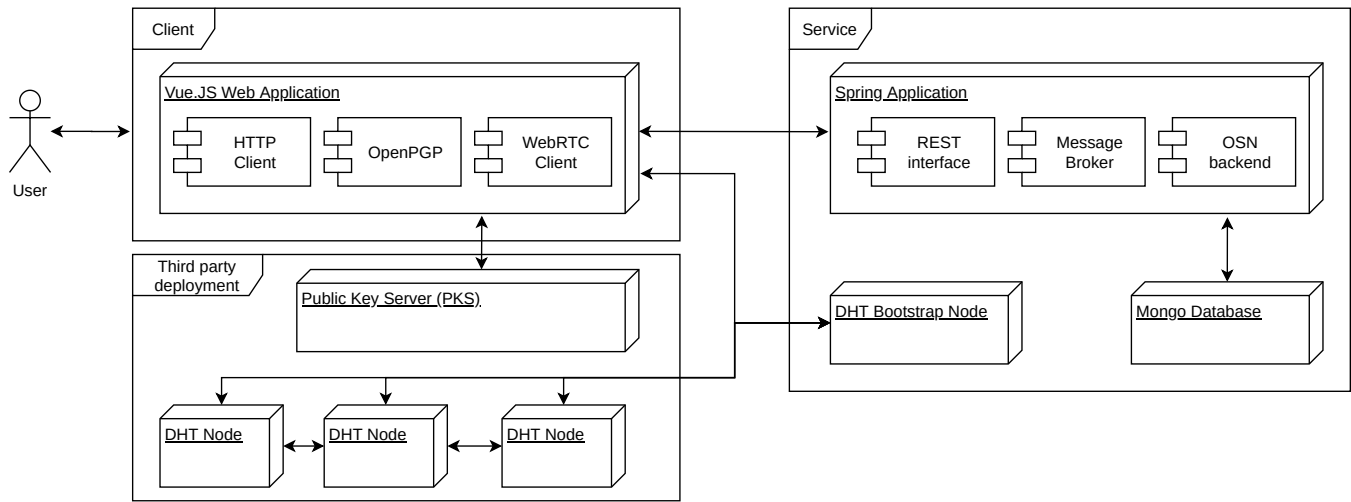 Client
Service
Vue.JS Web Application
Spring Application
HTTP
Client
OpenPGP
WebRTC
Client
REST
interface
Message
Broker
OSN
backend
User
Third party
deployment
Public Key Server (PKS)
DHT Bootstrap Node
Mongo Database
DHT Node
DHT Node
DHT Node